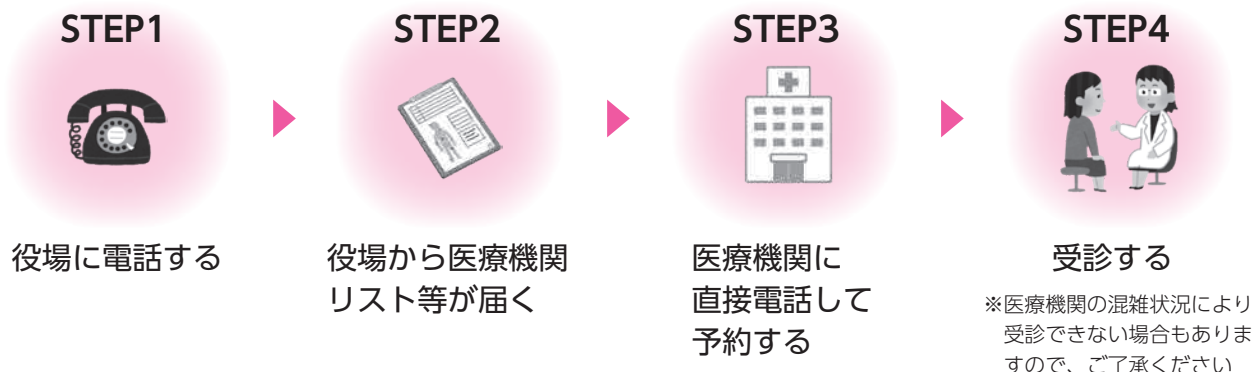 STEP1
役場に電話する
STEP2
役場から医療機関
リスト等が届く
STEP3
医療機関に
直接電話して
予約する
STEP4
受診する
※医療機関の混雑状況により
受診できない場合もありま
すので、ご了承ください